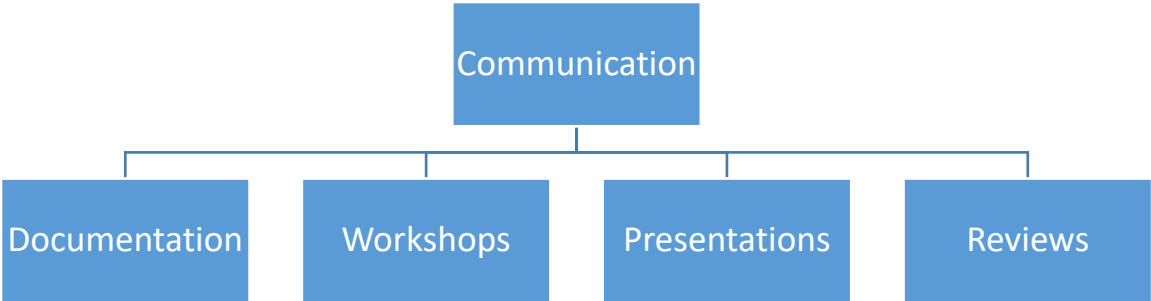 Communication
Documentation
Workshops
Presentations
Reviews